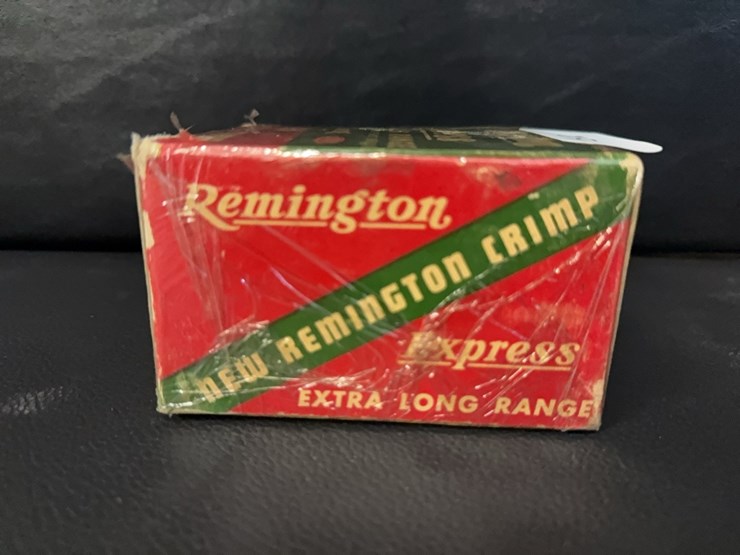 Remington
NEW REMINGTON CRIMP
Express
EXTRA LONG RANGE